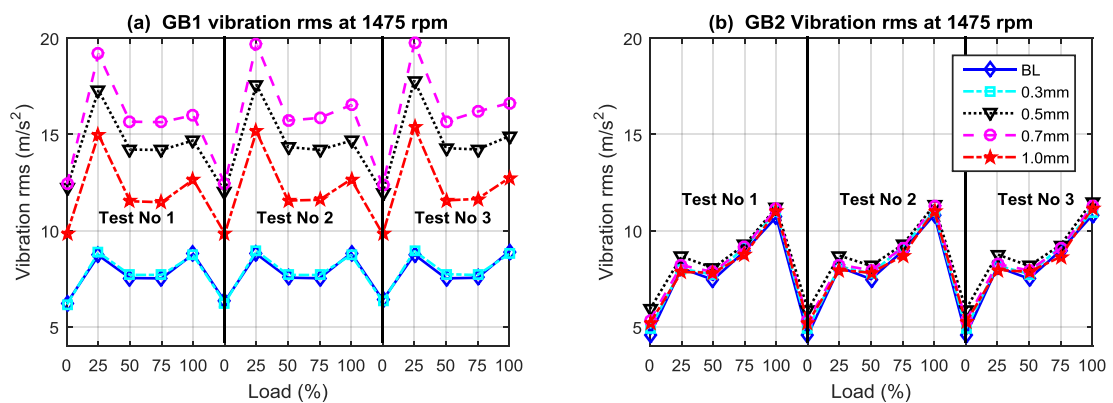 (a) GB1 vibration rms at 1475 rpm
Vibration rms (m/s²)
20
15
10
5
Test No 1
Test No 2
Test No 3
0 25 50 75 100 0 25 50 75 100 0 25 50 75 100
Load (%)
(b) GB2 Vibration rms at 1475 rpm
Vibration rms (m/s²)
20
15
10
5
BL
0.3mm
0.5mm
0.7mm
1.0mm
Test No 1
Test No 2
Test No 3
0 25 50 75 100 0 25 50 75 100 0 25 50 75 100
Load (%)